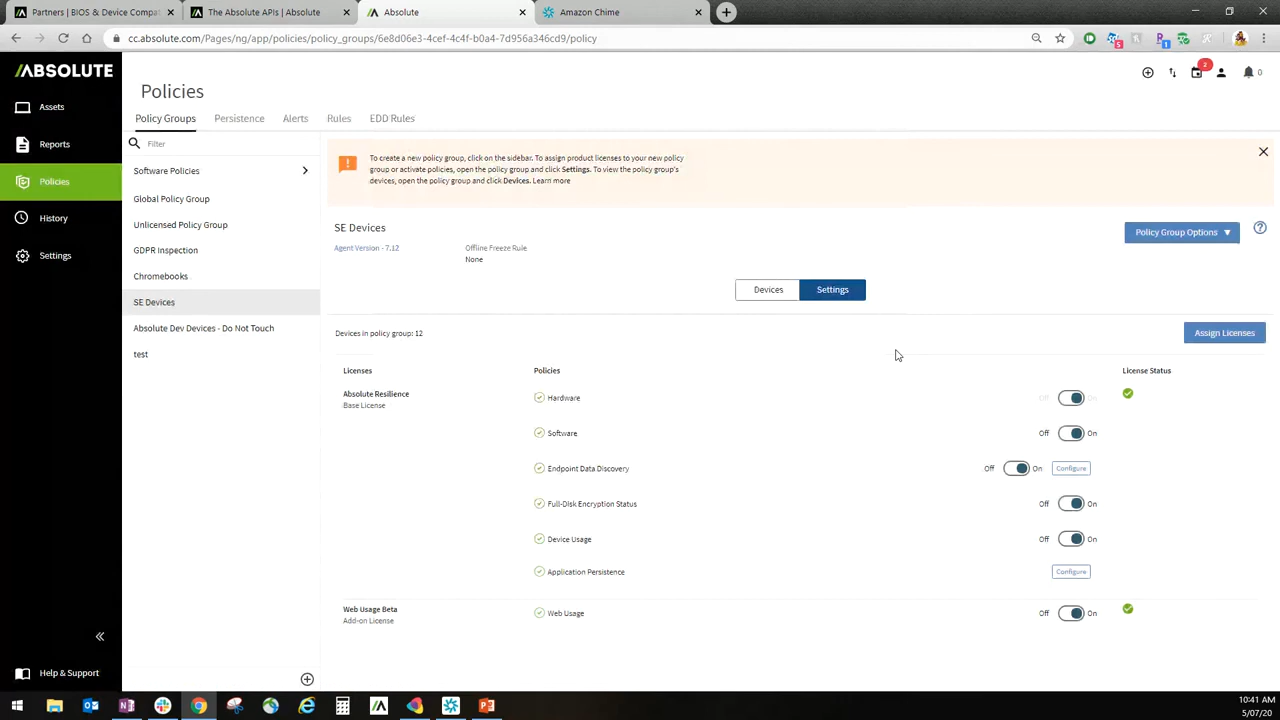 Partners | BIOS & Device Compat
The Absolute APIs | Absolute
Absolute
Amazon Chime
cc.absolute.com/Pages/ng/app/policies/policy_groups/6e8d06e3-4cef-4c4f-b0a4-7d956a346cd9/policy
5
1
ABSOLUTE
Assets
Reports
Policies
History
Settings
Help & Support
Policies
2
0
Policy Groups
Persistence
Alerts
Rules
EDD Rules
Filter
Software Policies
Global Policy Group
Unlicensed Policy Group
GDPR Inspection
Chromebooks
SE Devices
Absolute Dev Devices - Do Not Touch
test
To create a new policy group, click on the sidebar. To assign product licenses to your new policy
group or activate policies, open the policy group and click Settings. To view the policy group's
devices, open the policy group and click Devices. Learn more
SE Devices
Policy Group Options
Agent Version - 7.12
Offline Freeze Rule
None
Devices
Settings
Devices in policy group: 12
Assign Licenses
Licenses
Policies
License Status
Absolute Resilience
Base License
Hardware
Off On
Software
Off On
Endpoint Data Discovery
Off On Configure
Full-Disk Encryption Status
Off On
Device Usage
Off On
Application Persistence
Configure
Web Usage Beta
Add-on License
Web Usage
Off On
10:41 AM
5/07/20